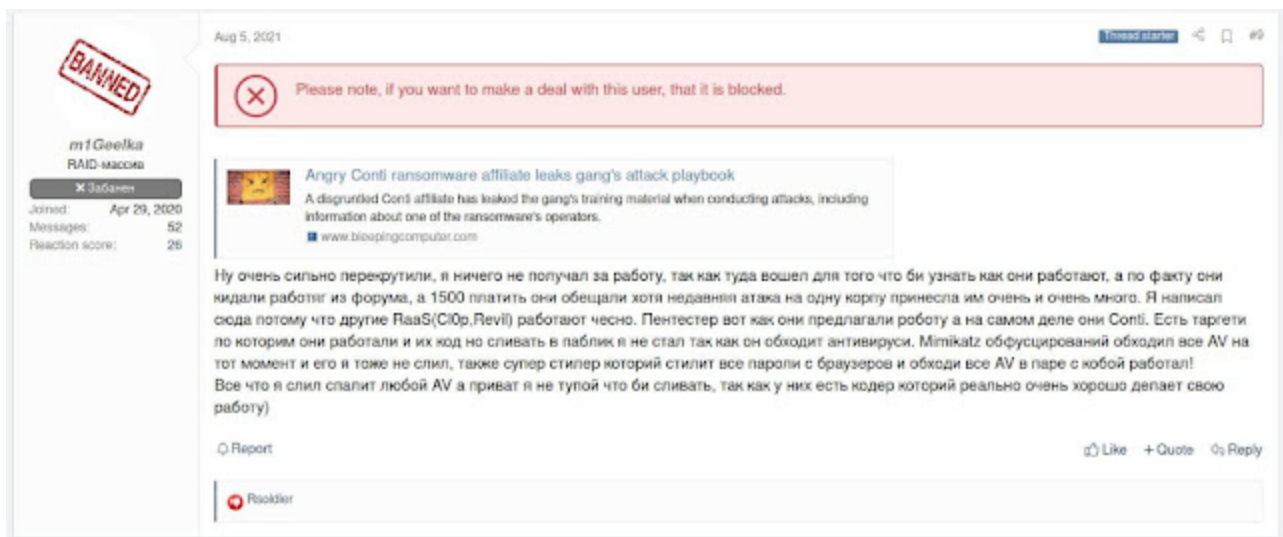 Aug 5, 2021
Thread starter
#9
BANNED
Please note, if you want to make a deal with this user, that it is blocked.
m1Geelka
RAID-массив
Забанен
Joined: Apr 29, 2020
Messages: 52
Reaction score: 26
Angry Conti ransomware affiliate leaks gang's attack playbook
A disgruntled Conti affiliate has leaked the gang's training material when conducting attacks, including
information about one of the ransomware's operators.
www.bleepingcomputer.com
Ну очень сильно перекрутили, я ничего не получал за работу, так как туда вошел для того что би узнать как они работают, а по факту они
кидали работяг из форума, а 1500 платить они обещали хотя недавняя атака на одну корпу принесла им очень и очень много. Я написал
сюда потому что другие RaaS(Cl0p,Revil) работают чесно. Пентестер вот как они предлагали роботу а на самом деле они Conti. Есть таргети
по которим они работали и их код но сливать в паблик я не стал так как он обходит антивируси. Mimikatz обфусцирований обходил все AV на
тот момент и его я тоже не слил, также супер стилер которий стилит все пароли с браузеров и обходи все AV в паре с кобой работал!
Все что я слил спалит любой AV а приват я не тупой что би сливать, так как у них есть кодер которий реально очень хорошо делает свою
работу)
Report
Like
+ Quote
Reply
Rsoldier